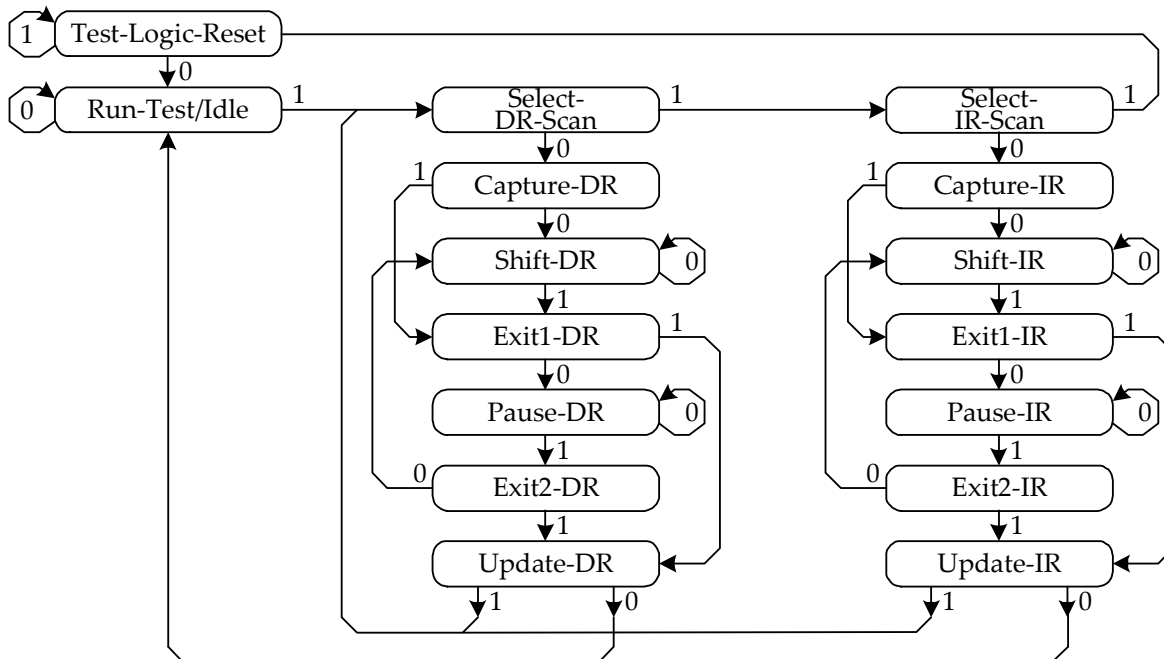 1 Test-Logic-Reset
0
0 Run-Test/Idle 1
Select-
DR-Scan
1
Select-
IR-Scan
1
0 0
1 Capture-DR 1 Capture-IR
0 0
Shift-DR 0 Shift-IR 0
1 1
Exit1-DR 1 Exit1-IR 1
0 0
Pause-DR 0 Pause-IR 0
1 1
0 Exit2-DR 0 Exit2-IR
1 1
Update-DR Update-IR
1 0 1 0